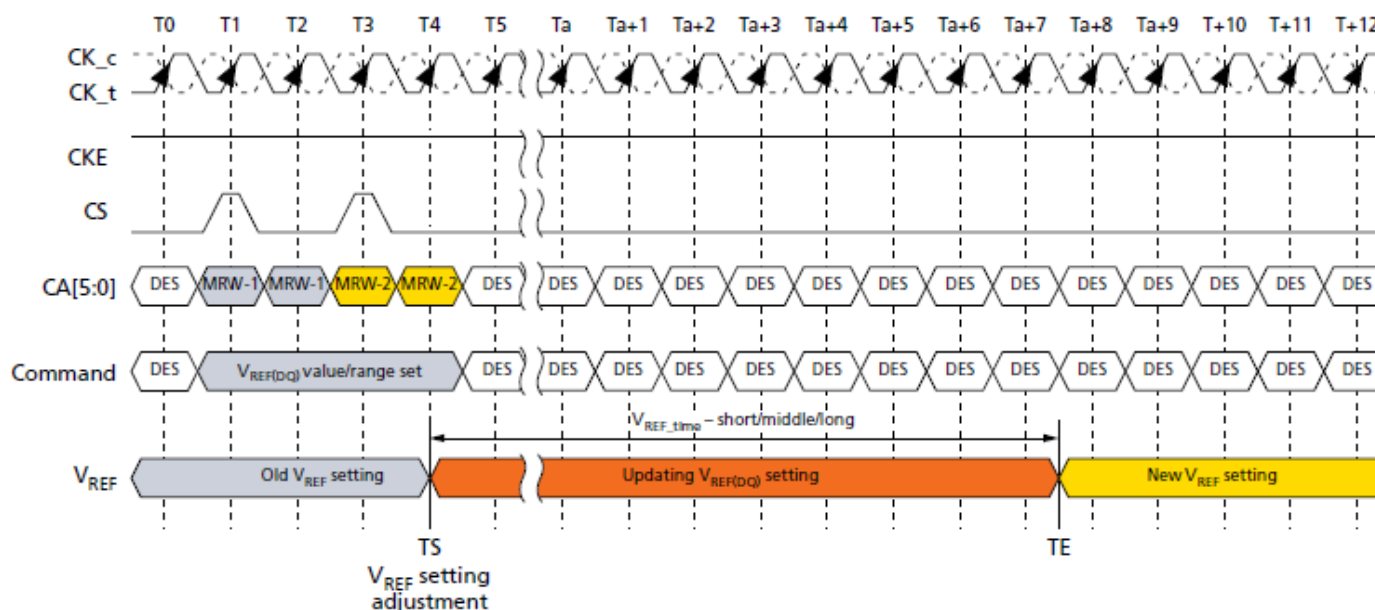 T0 T1 T2 T3 T4 T5 Ta Ta+1 Ta+2 Ta+3 Ta+4 Ta+5 Ta+6 Ta+7 Ta+8 Ta+9 T+10 T+11 T+12
CK_c
CK_t
CKE
CS
CA[5:0] DES MRW-1 MRW-1 MRW-2 MRW-2 DES DES DES DES DES DES DES DES DES DES DES DES DES DES
Command DES VREF(DQ) value/range set DES DES DES DES DES DES DES DES DES DES DES DES DES DES
VREF_time – short/middle/long
VREF Old VREF setting Updating VREF(DQ) setting New VREF setting
TS TE
VREF setting
adjustment